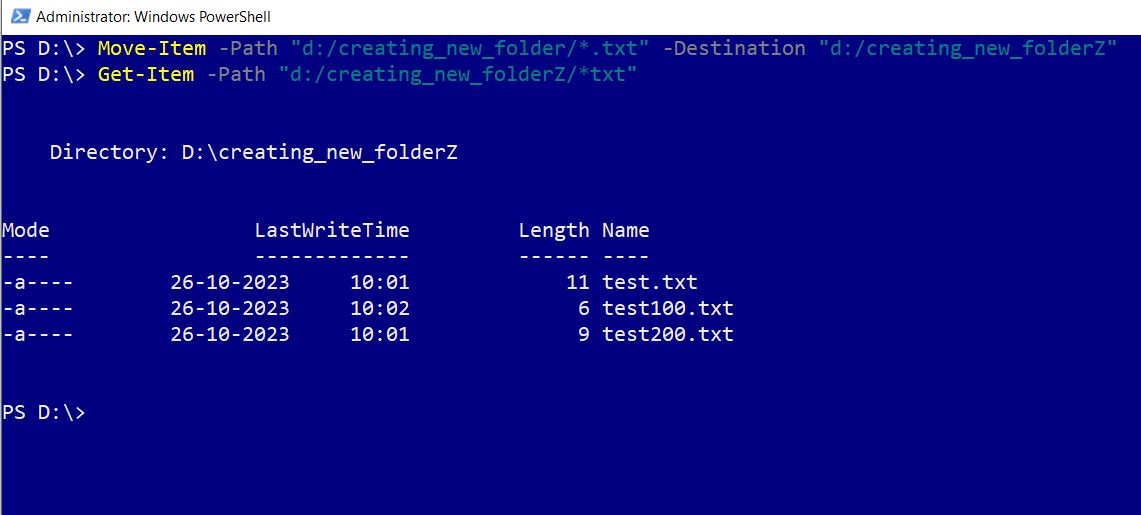 Administrator: Windows PowerShell
PS D:\> Move-Item -Path "d:/creating_new_folder/*.txt" -Destination "d:/creating_new_folderZ"
PS D:\> Get-Item -Path "d:/creating_new_folderZ/*txt"
    Directory: D:\creating_new_folderZ
Mode                 LastWriteTime         Length Name
----                 -------------         ------ ----
-a----        26-10-2023     10:01             11 test.txt
-a----        26-10-2023     10:02              6 test100.txt
-a----        26-10-2023     10:01              9 test200.txt
PS D:\>